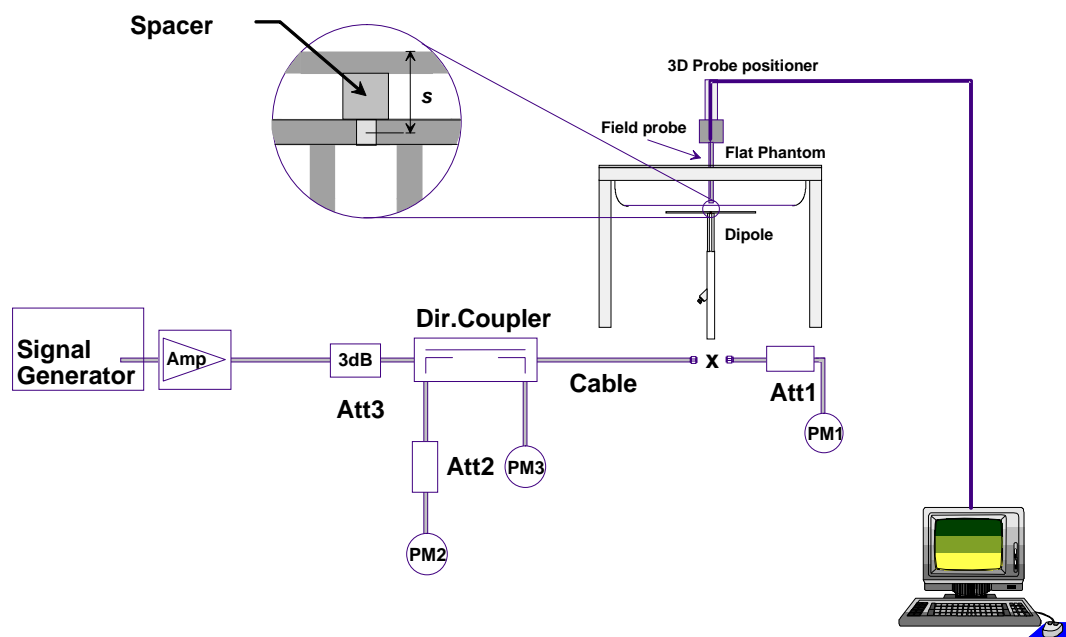 Spacer
s
3D Probe positioner
Field probe
Flat Phantom
Dipole
Dir.Coupler
Signal
Generator
Amp
3dB
Cable
x
Att3
Att1
Att2
PM3
PM1
PM2